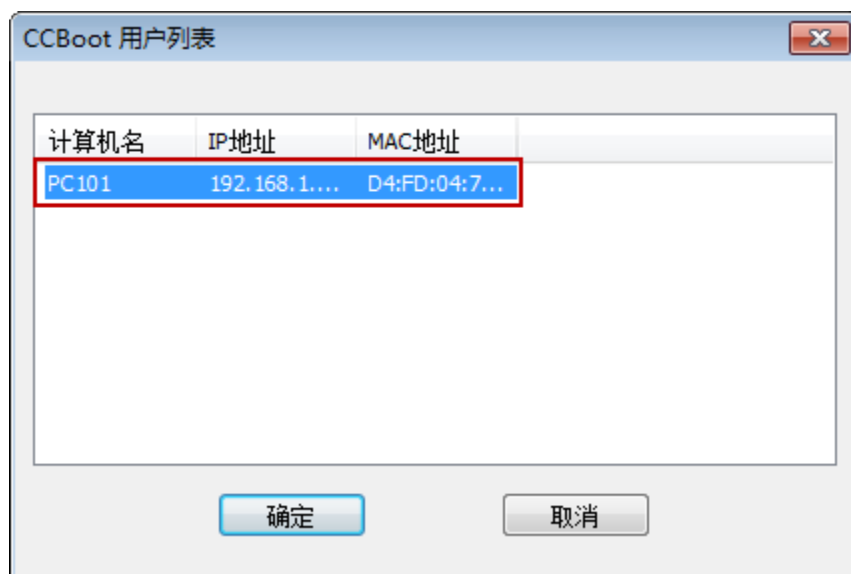 CCBoot 用户列表
计算机名 IP地址 MAC地址
PC101 192.168.1.... D4:FD:04:7...
确定 取消